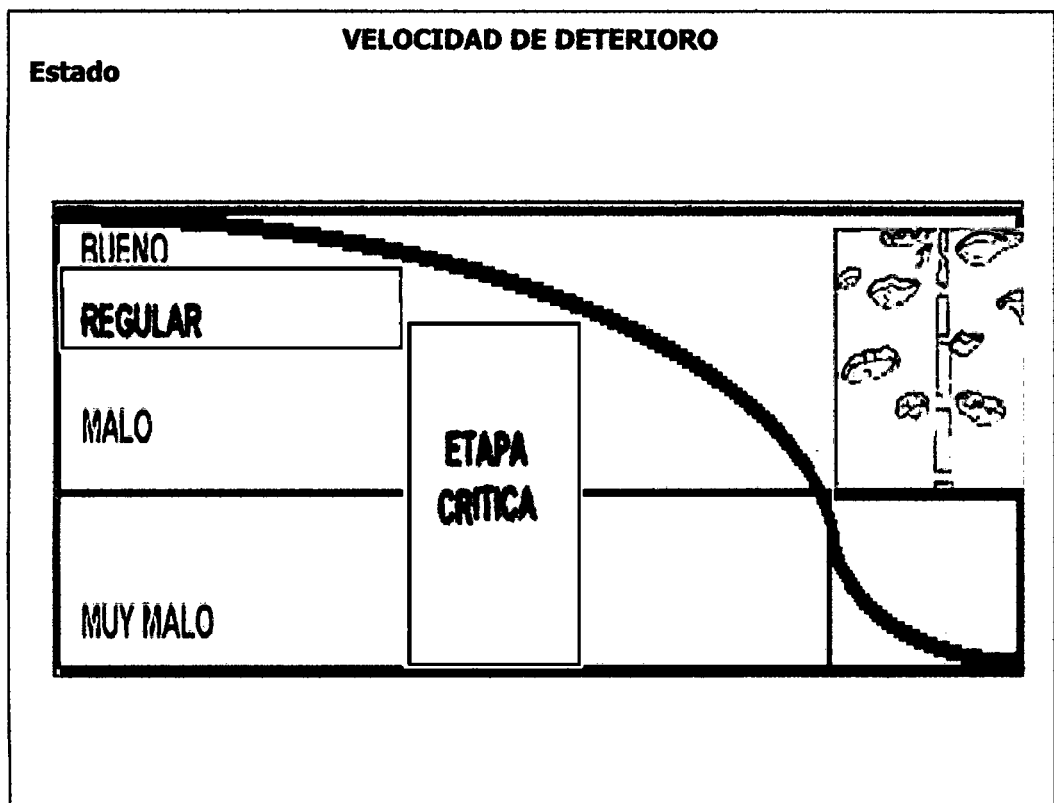 VELOCIDAD DE DETERIORO
Estado
BUENO
REGULAR
MALO
ETAPA
CRITICA
MUY MALO